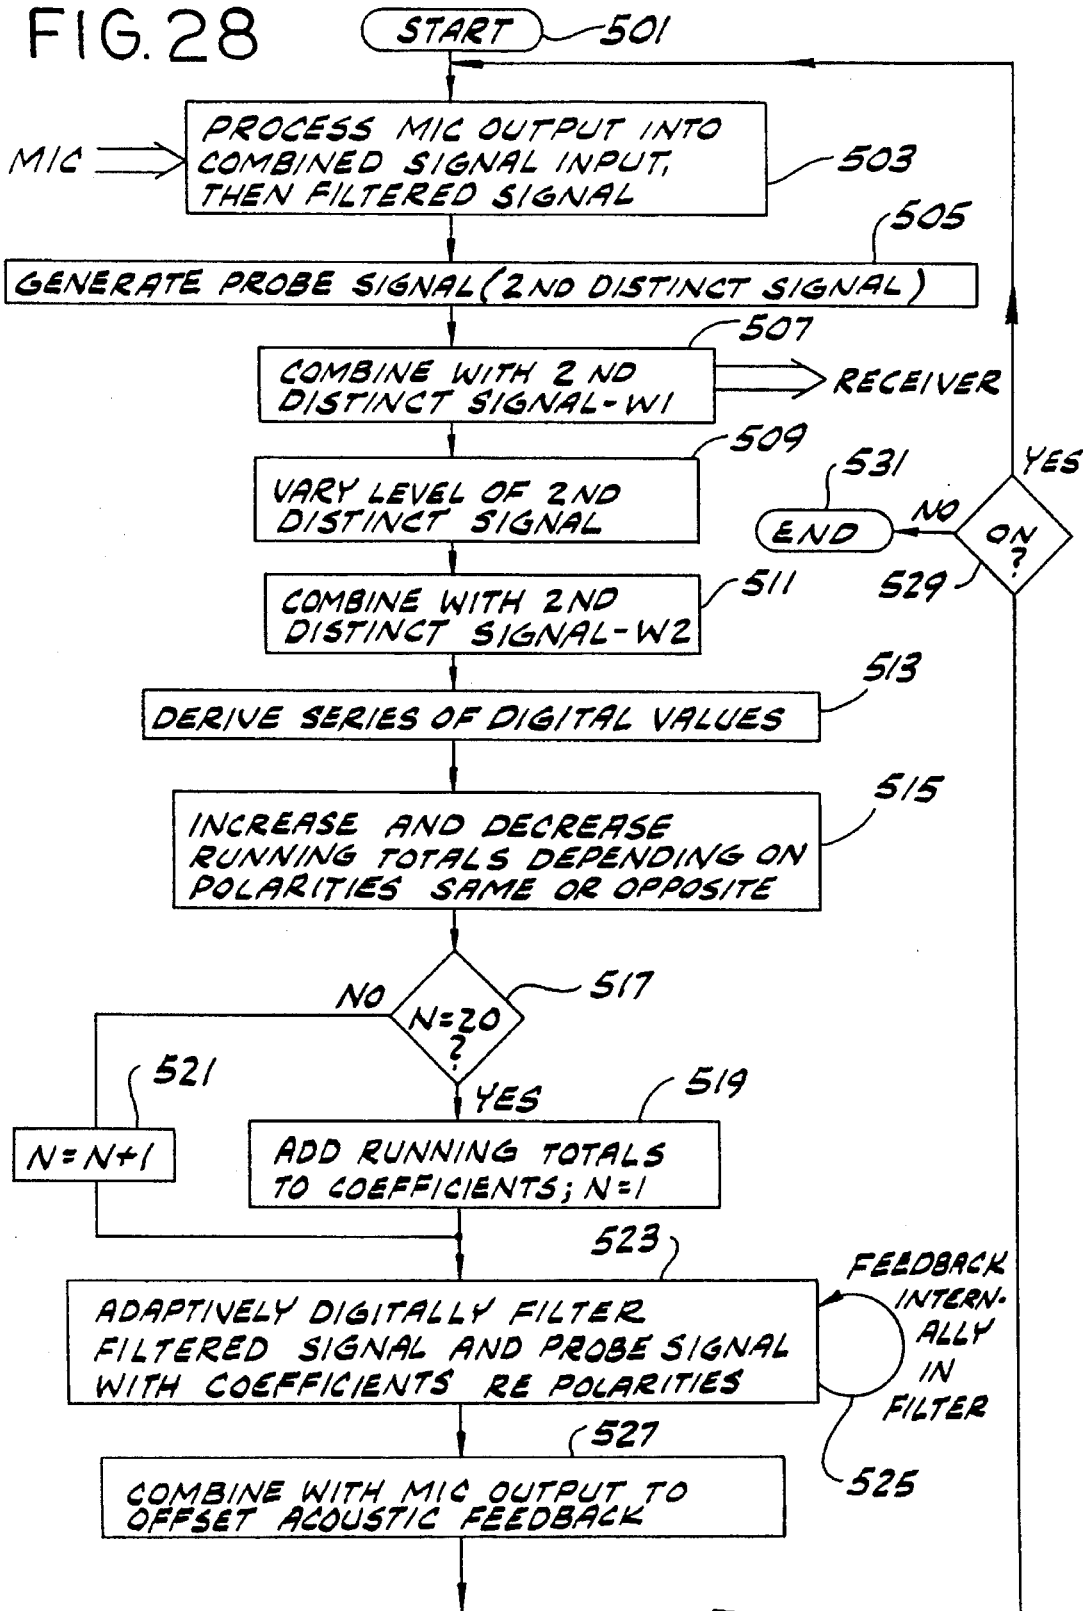 FIG. 28
START
501
MIC
PROCESS MIC OUTPUT INTO
COMBINED SIGNAL INPUT,
THEN FILTERED SIGNAL
503
505
GENERATE PROBE SIGNAL (2ND DISTINCT SIGNAL)
507
COMBINE WITH 2ND
DISTINCT SIGNAL-W1
RECEIVER
509
VARY LEVEL OF 2ND
DISTINCT SIGNAL
531
END
NO
YES
ON
?
529
511
COMBINE WITH 2ND
DISTINCT SIGNAL-W2
513
DERIVE SERIES OF DIGITAL VALUES
515
INCREASE AND DECREASE
RUNNING TOTALS DEPENDING ON
POLARITIES SAME OR OPPOSITE
517
NO
N=20
?
YES
521
N=N+1
519
ADD RUNNING TOTALS
TO COEFFICIENTS; N=1
523
ADAPTIVELY DIGITALLY FILTER
FILTERED SIGNAL AND PROBE SIGNAL
WITH COEFFICIENTS RE POLARITIES
FEEDBACK
INTERN-
ALLY
IN
FILTER
525
527
COMBINE WITH MIC OUTPUT TO
OFFSET ACOUSTIC FEEDBACK